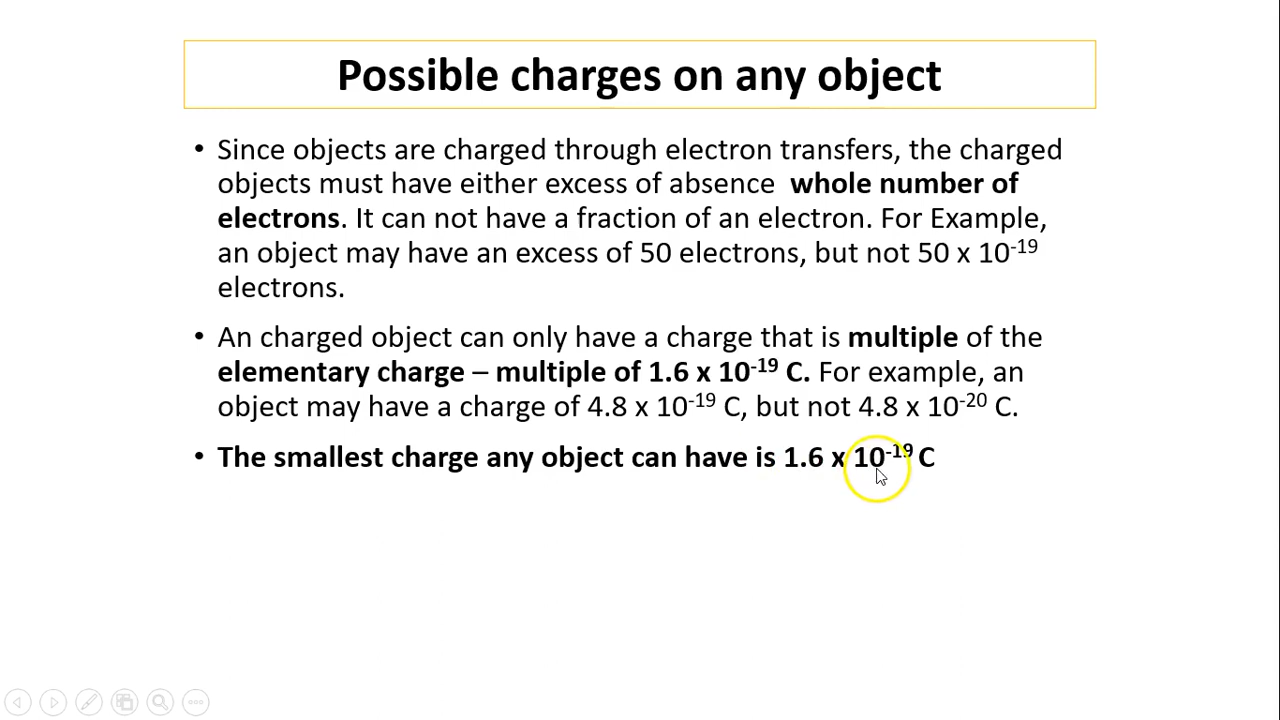 Possible charges on any object
• Since objects are charged through electron transfers, the charged
objects must have either excess of absence whole number of
electrons. It can not have a fraction of an electron. For Example,
an object may have an excess of 50 electrons, but not 50 x 10⁻¹⁹
electrons.
• An charged object can only have a charge that is multiple of the
elementary charge – multiple of 1.6 x 10⁻¹⁹ C. For example, an
object may have a charge of 4.8 x 10⁻¹⁹ C, but not 4.8 x 10⁻²⁰ C.
• The smallest charge any object can have is 1.6 x 10⁻¹⁹ C